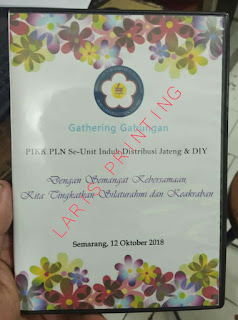 Gathering Gabungan
PIKK PLN Se-Unit Induk Distribusi Jateng & DIY
Dengan Semangat Kebersamaan,
Kita Tingkatkan Silaturahmi dan Keakraban
Semarang, 12 Oktober 2018
LARIS PRINTING